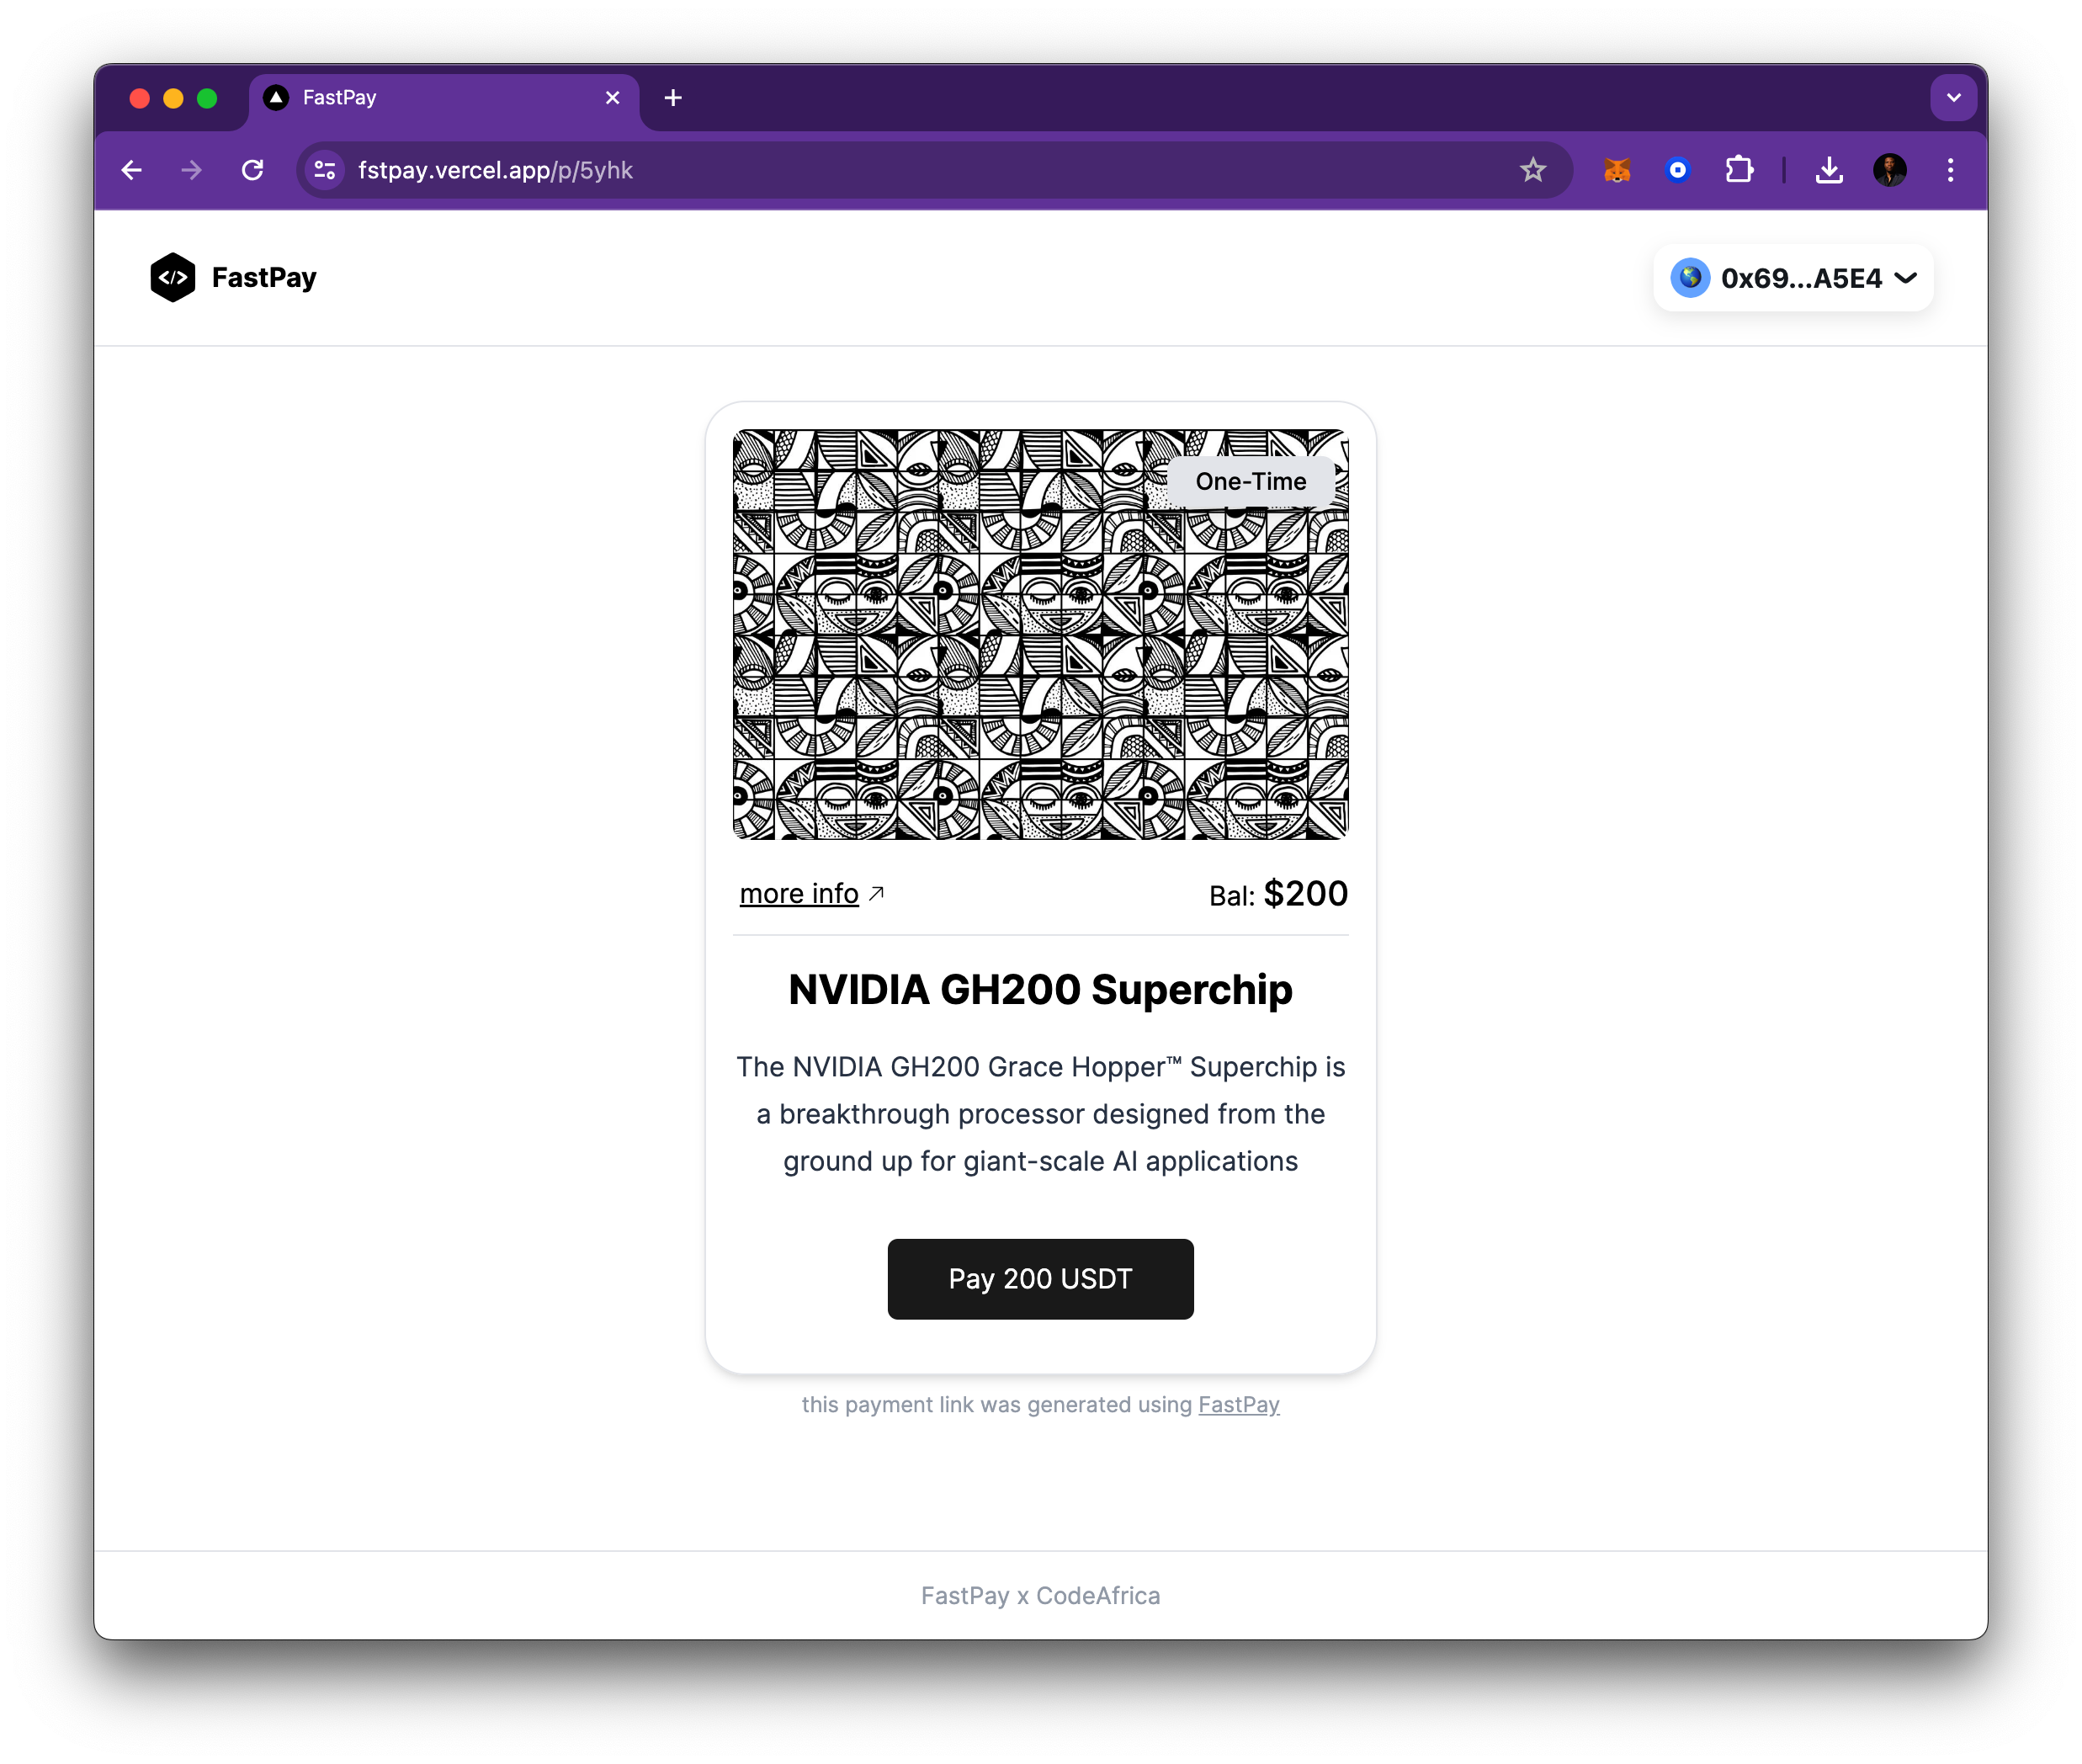 FastPay
fstpay.vercel.app/p/5yhk
</> FastPay
0x69...A5E4
One-Time
more info ↗
Bal: $200
NVIDIA GH200 Superchip
The NVIDIA GH200 Grace Hopper™ Superchip is
a breakthrough processor designed from the
ground up for giant-scale AI applications
Pay 200 USDT
this payment link was generated using FastPay
FastPay x CodeAfrica